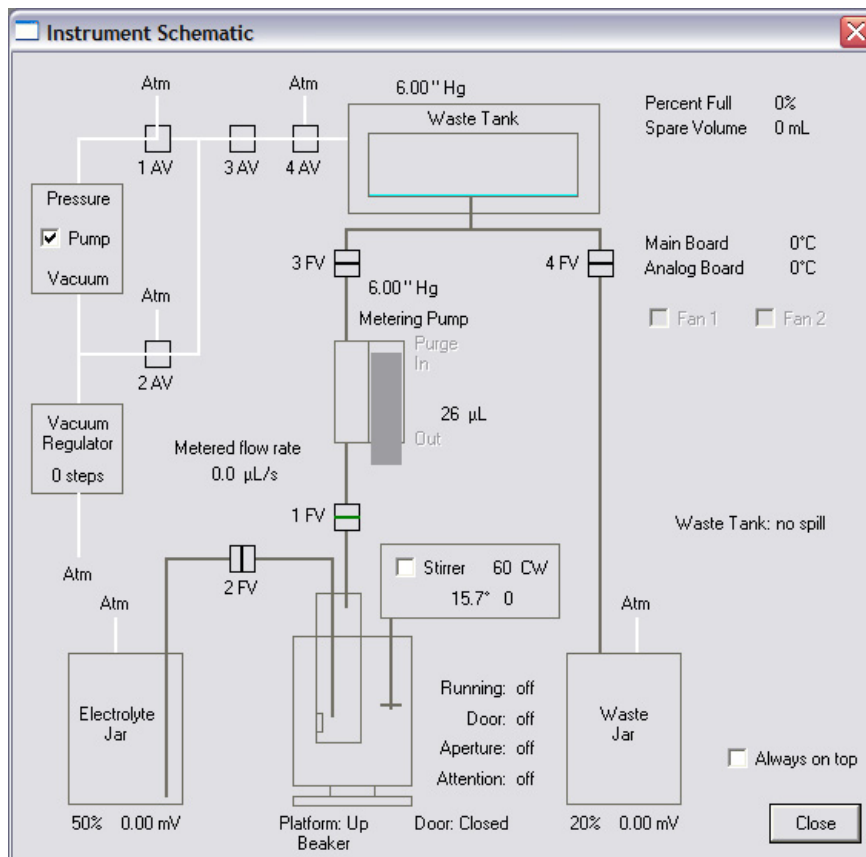 Instrument Schematic
Atm
Atm
6.00" Hg
Waste Tank
Percent Full 0%
Spare Volume 0 mL
1 AV
3 AV
4 AV
Pressure
Pump
Vacuum
Main Board 0°C
Analog Board 0°C
3 FV
4 FV
Atm
6.00" Hg
Fan 1 Fan 2
Metering Pump
Purge
In
2 AV
26 µL
Out
Vacuum
Regulator
0 steps
Metered flow rate
0.0 µL/s
1 FV
Waste Tank: no spill
Atm
2 FV
Stirrer 60 CW
15.7° 0
Atm
Atm
Electrolyte
Jar
Running: off
Door: off
Aperture: off
Attention: off
Waste
Jar
Always on top
50% 0.00 mV
Platform: Up
Beaker
Door: Closed
20% 0.00 mV
Close